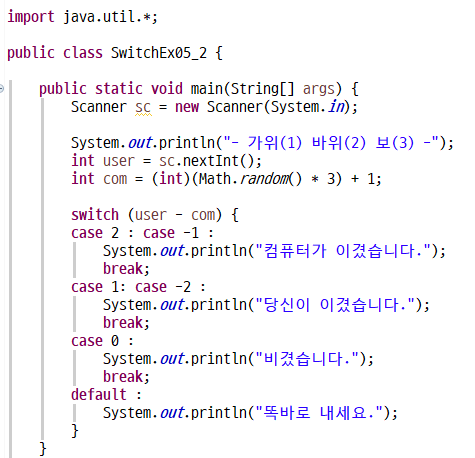 import java.util.*;
public class SwitchEx05_2 {
public static void main(String[] args) {
Scanner sc = new Scanner(System.in);
System.out.println("- 가위(1) 바위(2) 보(3) -");
int user = sc.nextInt();
int com = (int)(Math.random() * 3) + 1;
switch (user - com) {
case 2 : case -1 :
System.out.println("컴퓨터가 이겼습니다.");
break;
case 1: case -2 :
System.out.println("당신이 이겼습니다.");
break;
case 0 :
System.out.println("비겼습니다.");
break;
default :
System.out.println("똑바로 내세요.");
}
}